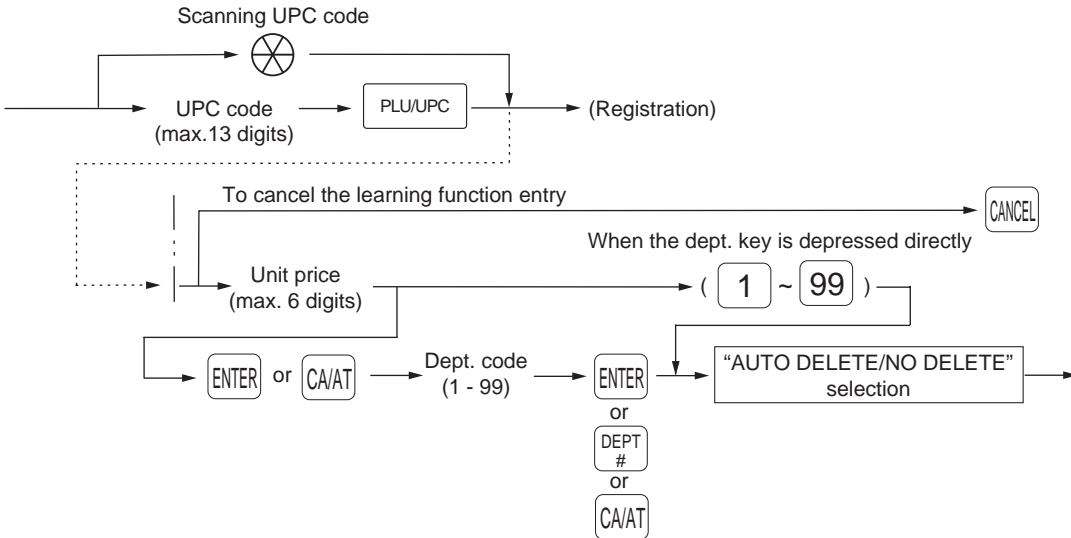 Scanning UPC code
UPC code
(max.13 digits)
PLU/UPC
(Registration)
To cancel the learning function entry
CANCEL
When the dept. key is depressed directly
Unit price
(max. 6 digits)
( 1 ~ 99 )
ENTER or CA/AT
Dept. code
(1 - 99)
ENTER
or
DEPT
#
or
CA/AT
“AUTO DELETE/NO DELETE”
selection